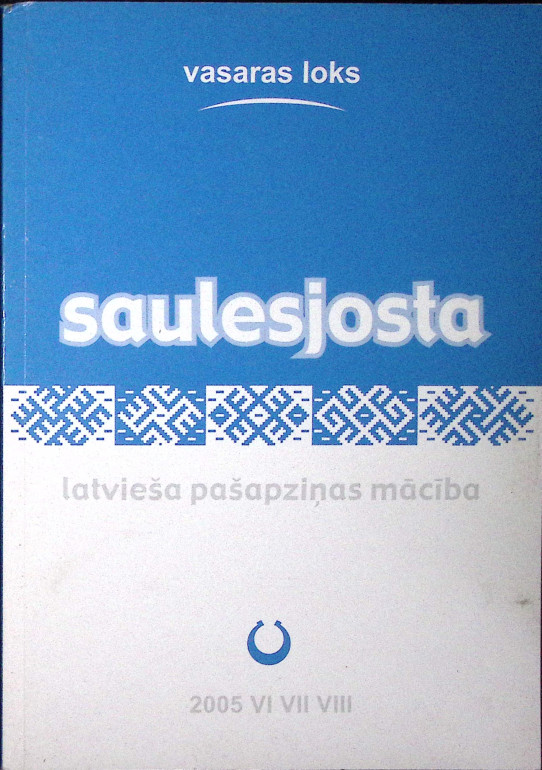 vasaras loks
saulesjosta
latvieša pašapziņas mācība
2005 VI VII VIII